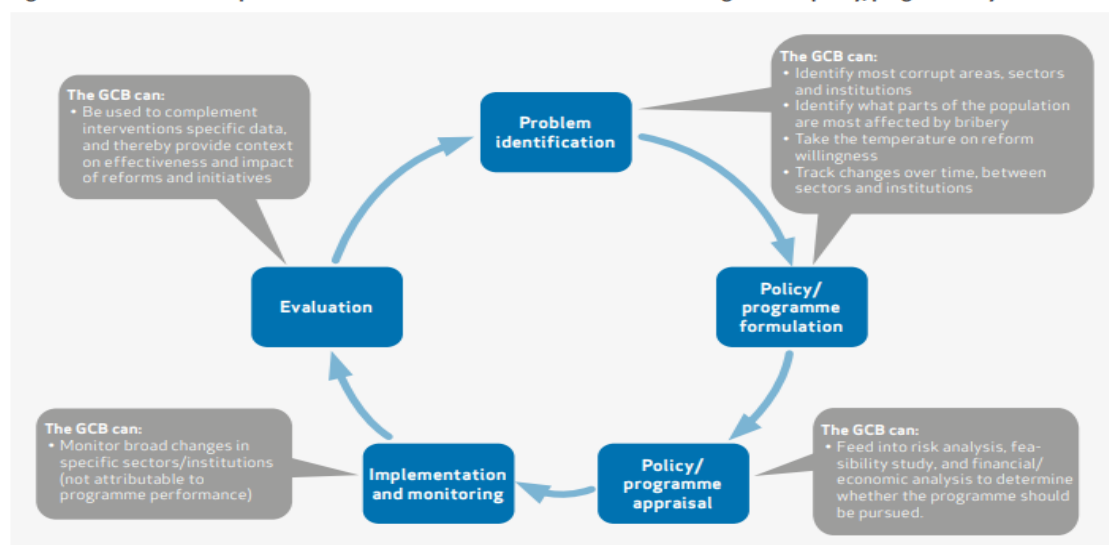 The GCB can:
• Identify most corrupt areas, sectors
and institutions
• Identify what parts of the population
are most affected by bribery
• Take the temperature on reform
willingness
• Track changes over time, between
sectors and institutions
The GCB can:
• Be used to complement
interventions specific data,
and thereby provide context
on effectiveness and impact
of reforms and initiatives
Problem
identification
Evaluation
Policy/
programme
formulation
The GCB can:
• Monitor broad changes in
specific sectors/institutions
(not attributable to
programme performance)
Implementation
and monitoring
Policy/
programme
appraisal
The GCB can:
• Feed into risk analysis, fea-
sibility study, and financial/
economic analysis to determine
whether the programme should
be pursued.